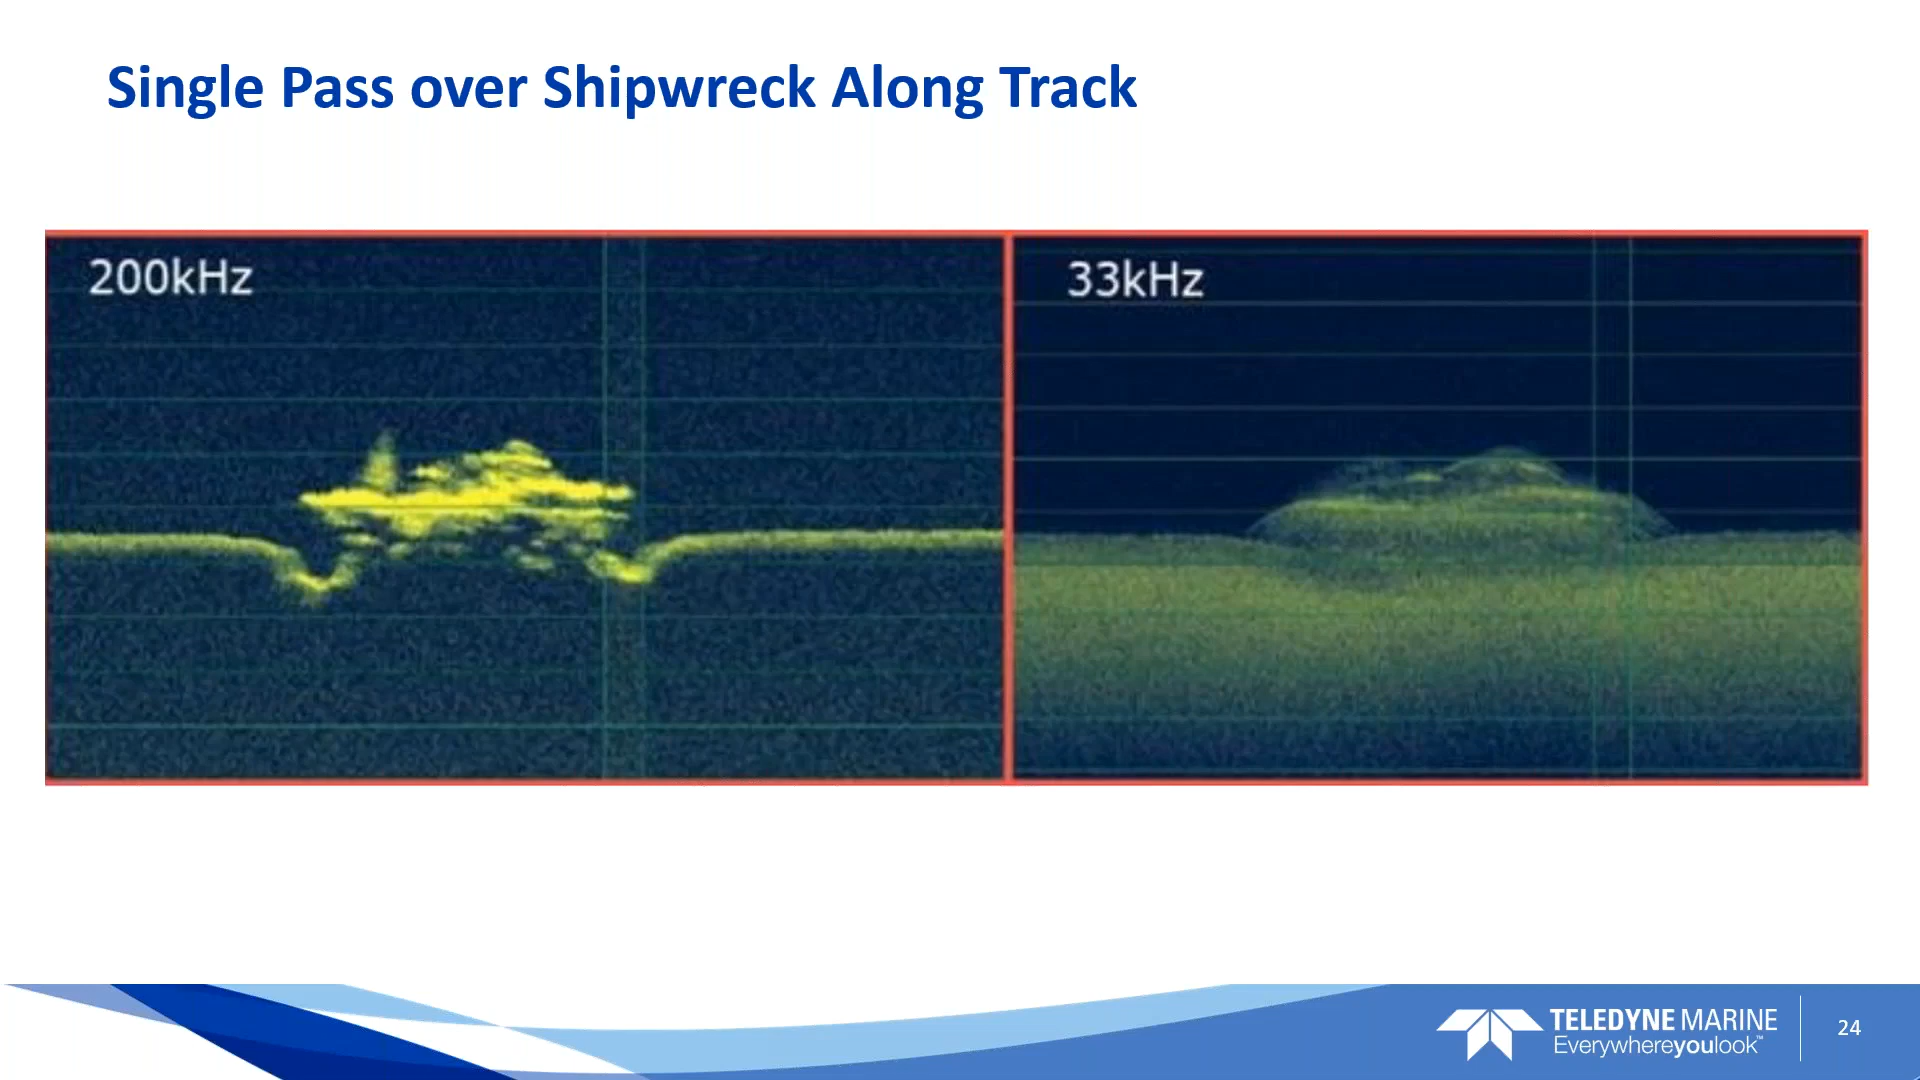 Single Pass over Shipwreck Along Track
200kHz
33kHz
TELEDYNE MARINE
Everywhereyoulook™
24